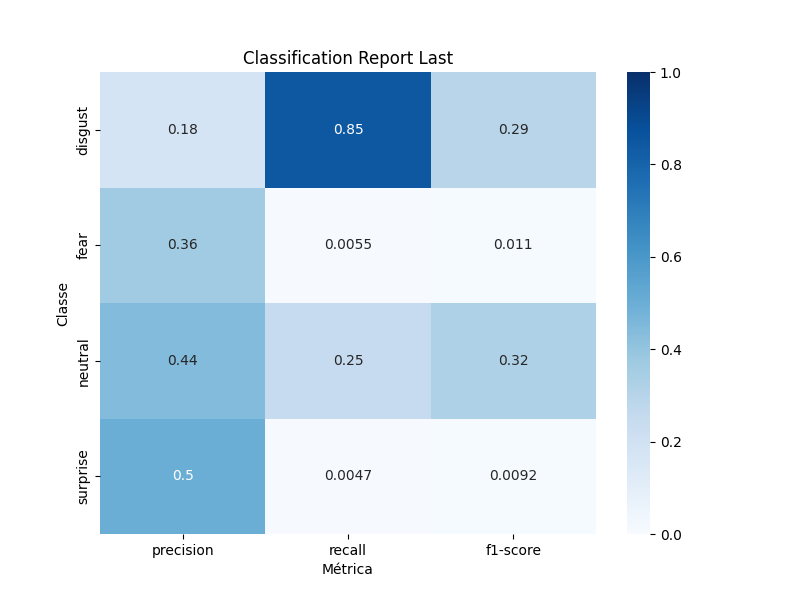 Classification Report Last
Classe
disgust 0.18 0.85 0.29
fear 0.36 0.0055 0.011
neutral 0.44 0.25 0.32
surprise 0.5 0.0047 0.0092
precision recall f1-score
Métrica
1.0
0.8
0.6
0.4
0.2
0.0